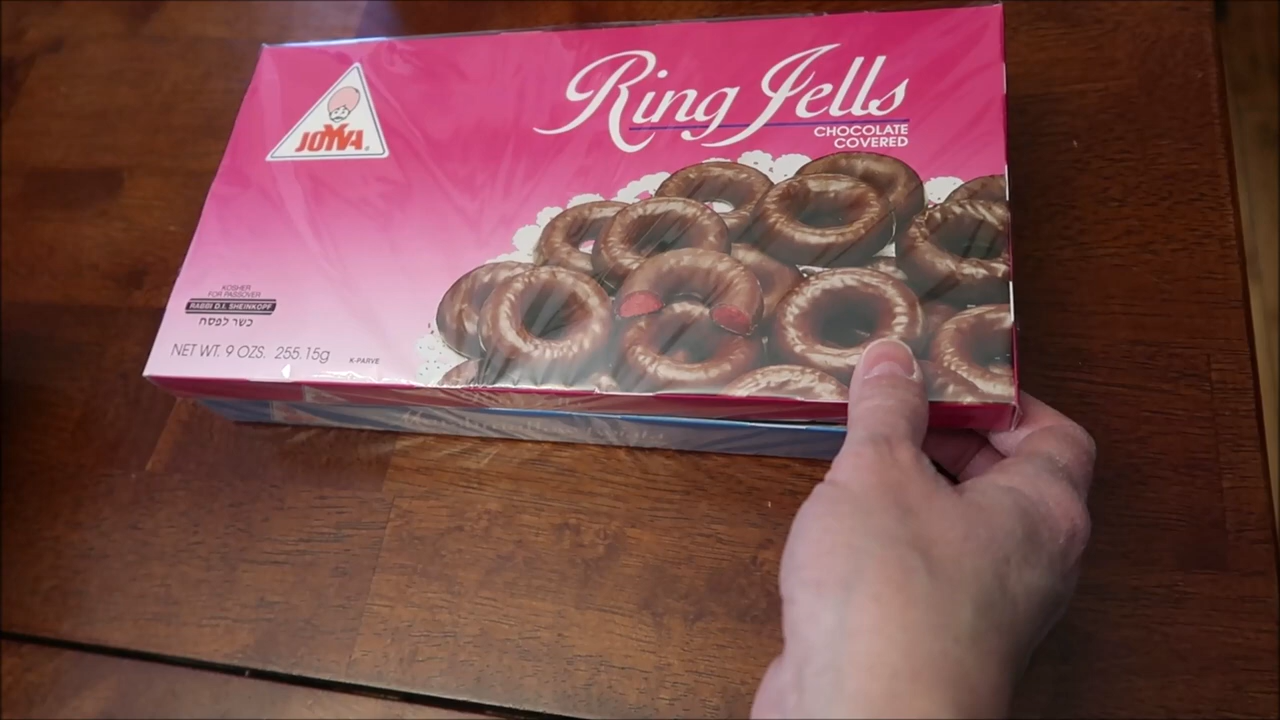 JOYVA®
Ring Jells
CHOCOLATE
COVERED
KOSHER
FOR PASSOVER
RABBI D.I. SHEINKOPF
כשר לפסח
NET WT. 9 OZS. 255.15g
K-PARVE